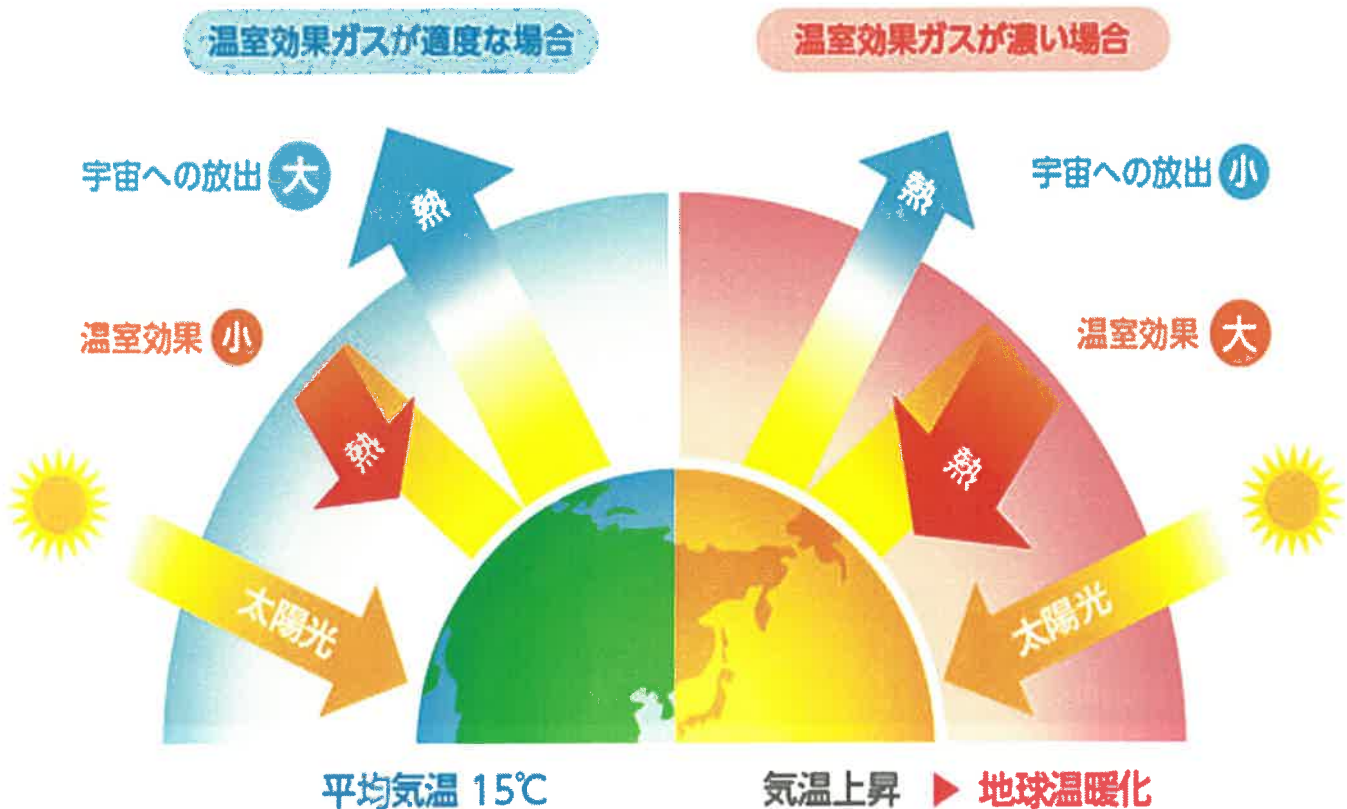 温室効果ガスが適度な場合
温室効果ガスが濃い場合
宇宙への放出 大
熱
熱
宇宙への放出 小
温室効果 小
温室効果 大
熱
熱
太陽光
太陽光
平均気温 15℃
気温上昇 ▶ 地球温暖化